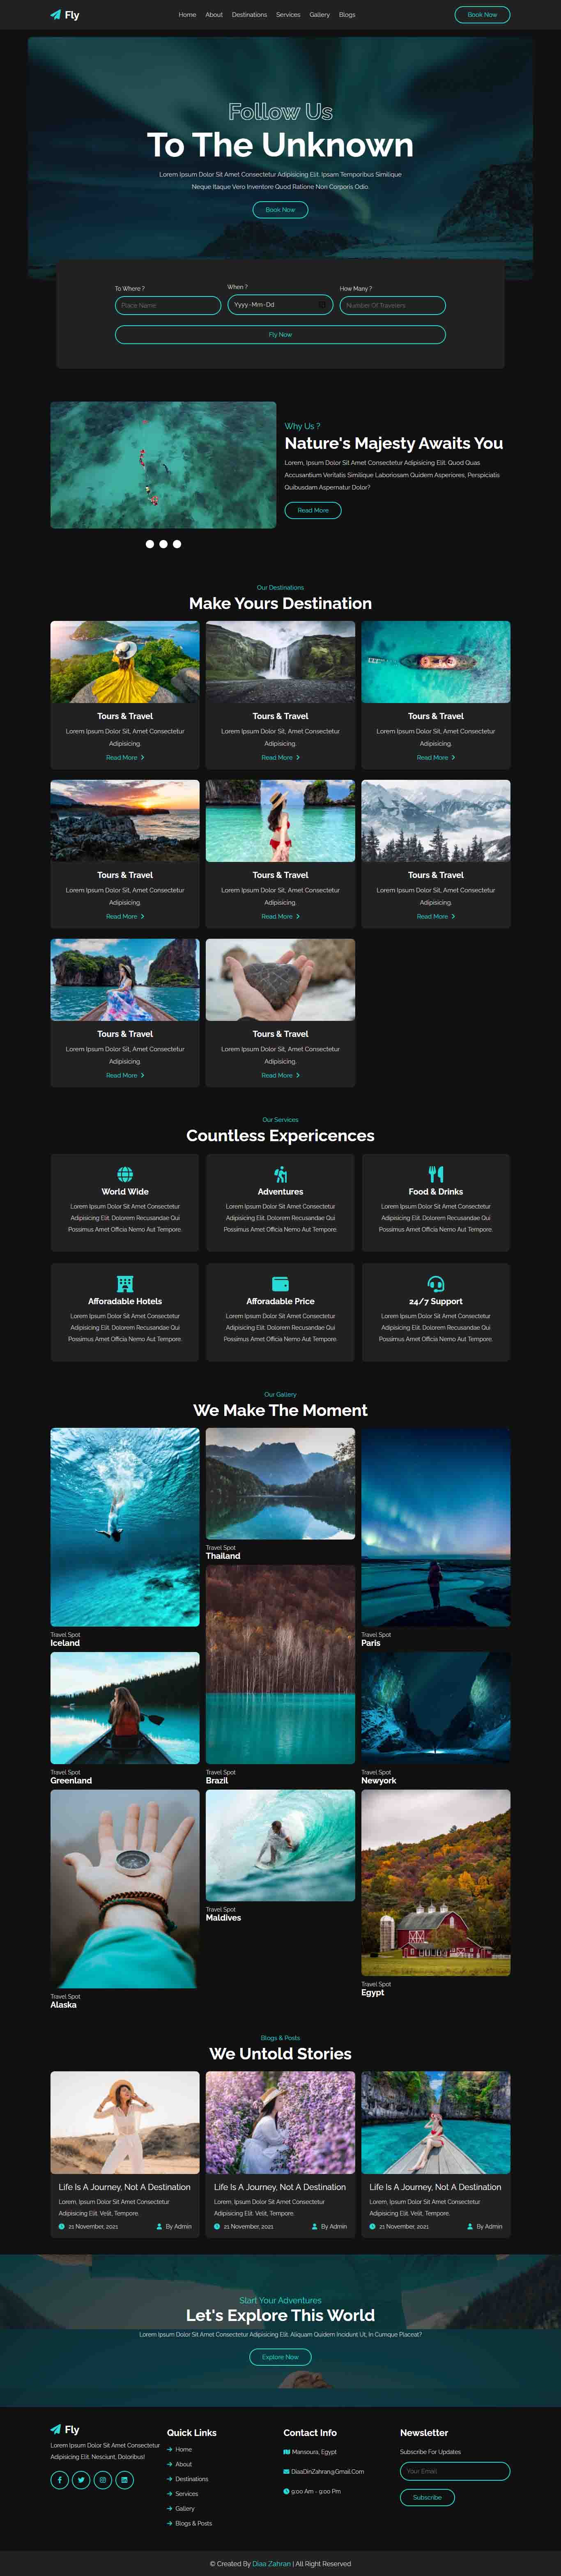 Fly
Home About Destinations Services Gallery Blogs
Book Now
Follow Us
To The Unknown
Lorem Ipsum Dolor Sit Amet Consectetur Adipisicing Elit. Ipsam Temporibus Similique
Neque Itaque Vero Inventore Quod Ratione Non Corporis Odio.
Book Now
To Where ?
When ?
How Many ?
Place Name
Yyyy-Mm-Dd
Number Of Travelers
Fly Now
Why Us ?
Nature's Majesty Awaits You
Lorem, Ipsum Dolor Sit Amet Consectetur Adipisicing Elit. Quod Quas
Accusantium Veritatis Similique Laboriosam Quidem Asperiores, Perspiciatis
Quibusdam Aspernatur Dolor?
Read More
Our Destinations
Make Yours Destination
Tours & Travel
Lorem Ipsum Dolor Sit, Amet Consectetur
Adipisicing.
Read More
Tours & Travel
Lorem Ipsum Dolor Sit, Amet Consectetur
Adipisicing.
Read More
Tours & Travel
Lorem Ipsum Dolor Sit, Amet Consectetur
Adipisicing.
Read More
Tours & Travel
Lorem Ipsum Dolor Sit, Amet Consectetur
Adipisicing.
Read More
Tours & Travel
Lorem Ipsum Dolor Sit, Amet Consectetur
Adipisicing.
Read More
Tours & Travel
Lorem Ipsum Dolor Sit, Amet Consectetur
Adipisicing.
Read More
Tours & Travel
Lorem Ipsum Dolor Sit, Amet Consectetur
Adipisicing.
Read More
Tours & Travel
Lorem Ipsum Dolor Sit, Amet Consectetur
Adipisicing.
Read More
Our Services
Countless Expericences
World Wide
Lorem Ipsum Dolor Sit Amet Consectetur
Adipisicing Elit. Dolorem Recusandae Qui
Possimus Amet Officia Nemo Aut Tempore.
Adventures
Lorem Ipsum Dolor Sit Amet Consectetur
Adipisicing Elit. Dolorem Recusandae Qui
Possimus Amet Officia Nemo Aut Tempore.
Food & Drinks
Lorem Ipsum Dolor Sit Amet Consectetur
Adipisicing Elit. Dolorem Recusandae Qui
Possimus Amet Officia Nemo Aut Tempore.
Afforadable Hotels
Lorem Ipsum Dolor Sit Amet Consectetur
Adipisicing Elit. Dolorem Recusandae Qui
Possimus Amet Officia Nemo Aut Tempore.
Afforadable Price
Lorem Ipsum Dolor Sit Amet Consectetur
Adipisicing Elit. Dolorem Recusandae Qui
Possimus Amet Officia Nemo Aut Tempore.
24/7 Support
Lorem Ipsum Dolor Sit Amet Consectetur
Adipisicing Elit. Dolorem Recusandae Qui
Possimus Amet Officia Nemo Aut Tempore.
Our Gallery
We Make The Moment
Travel Spot
Iceland
Travel Spot
Greenland
Travel Spot
Alaska
Travel Spot
Thailand
Travel Spot
Brazil
Travel Spot
Maldives
Travel Spot
Paris
Travel Spot
Newyork
Travel Spot
Egypt
Blogs & Posts
We Untold Stories
Life Is A Journey, Not A Destination
Lorem, Ipsum Dolor Sit Amet Consectetur
Adipisicing Elit. Velit, Tempore.
21 November, 2021 By Admin
Life Is A Journey, Not A Destination
Lorem, Ipsum Dolor Sit Amet Consectetur
Adipisicing Elit. Velit, Tempore.
21 November, 2021 By Admin
Life Is A Journey, Not A Destination
Lorem, Ipsum Dolor Sit Amet Consectetur
Adipisicing Elit. Velit, Tempore.
21 November, 2021 By Admin
Start Your Adventures
Let's Explore This World
Lorem Ipsum Dolor Sit Amet Consectetur Adipisicing Elit. Aliquam Quidem Incidunt Ut, In Cumque Placeat?
Explore Now
Fly
Lorem Ipsum Dolor Sit Amet Consectetur
Adipisicing Elit. Nesciunt, Doloribus!
Quick Links
Home
About
Destinations
Services
Gallery
Blogs & Posts
Contact Info
Mansoura, Egypt
DiaaDinZahran@Gmail.Com
9:00 Am - 9:00 Pm
Newsletter
Subscribe For Updates
Your Email
Subscribe
© Created By Diaa Zahran | All Right Reserved